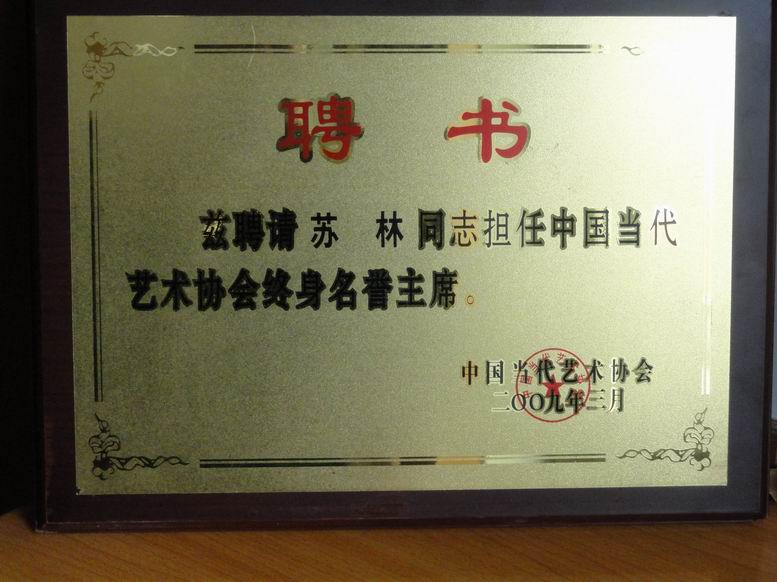 聘 书
兹聘请 苏 林 同志担任中国当代
艺术协会终身名誉主席。
中国当代艺术协会
二〇〇九年三月